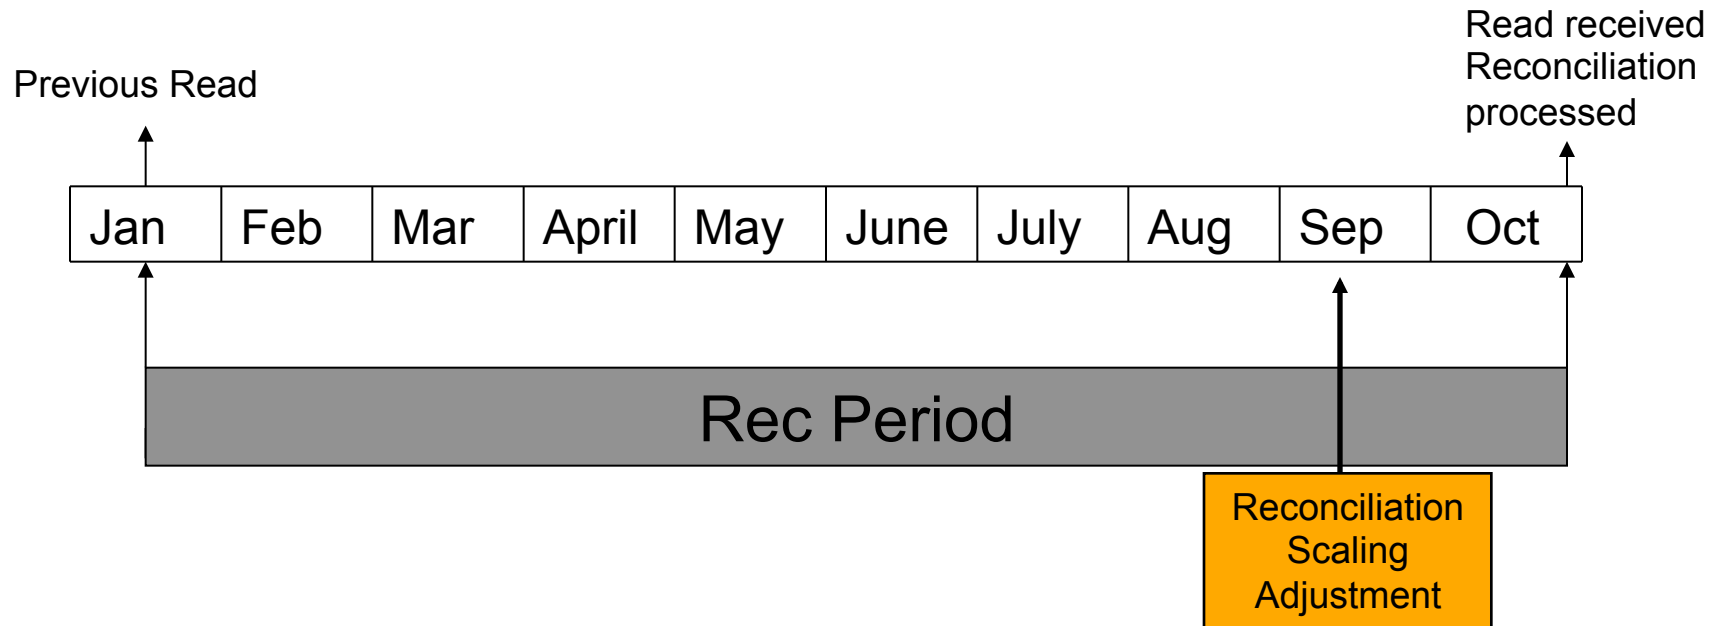 Read received
Reconciliation
processed
Previous Read
Jan Feb Mar April May June July Aug Sep Oct
Rec Period
Reconciliation
Scaling
Adjustment